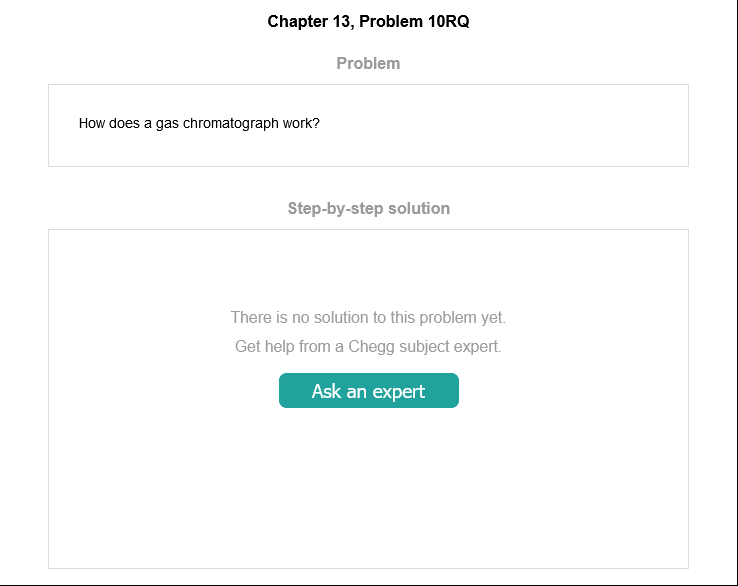 Chapter 13, Problem 10RQ
Problem
How does a gas chromatograph work?
Step-by-step solution
There is no solution to this problem yet.
Get help from a Chegg subject expert.
Ask an expert